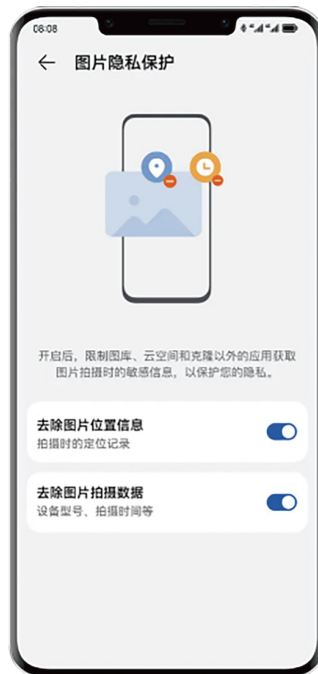 08:08
图片隐私保护
开启后，限制图库、云空间和克隆以外的应用获取
图片拍摄时的敏感信息，以保护您的隐私。
去除图片位置信息
拍摄时的定位记录
去除图片拍摄数据
设备型号、拍摄时间等